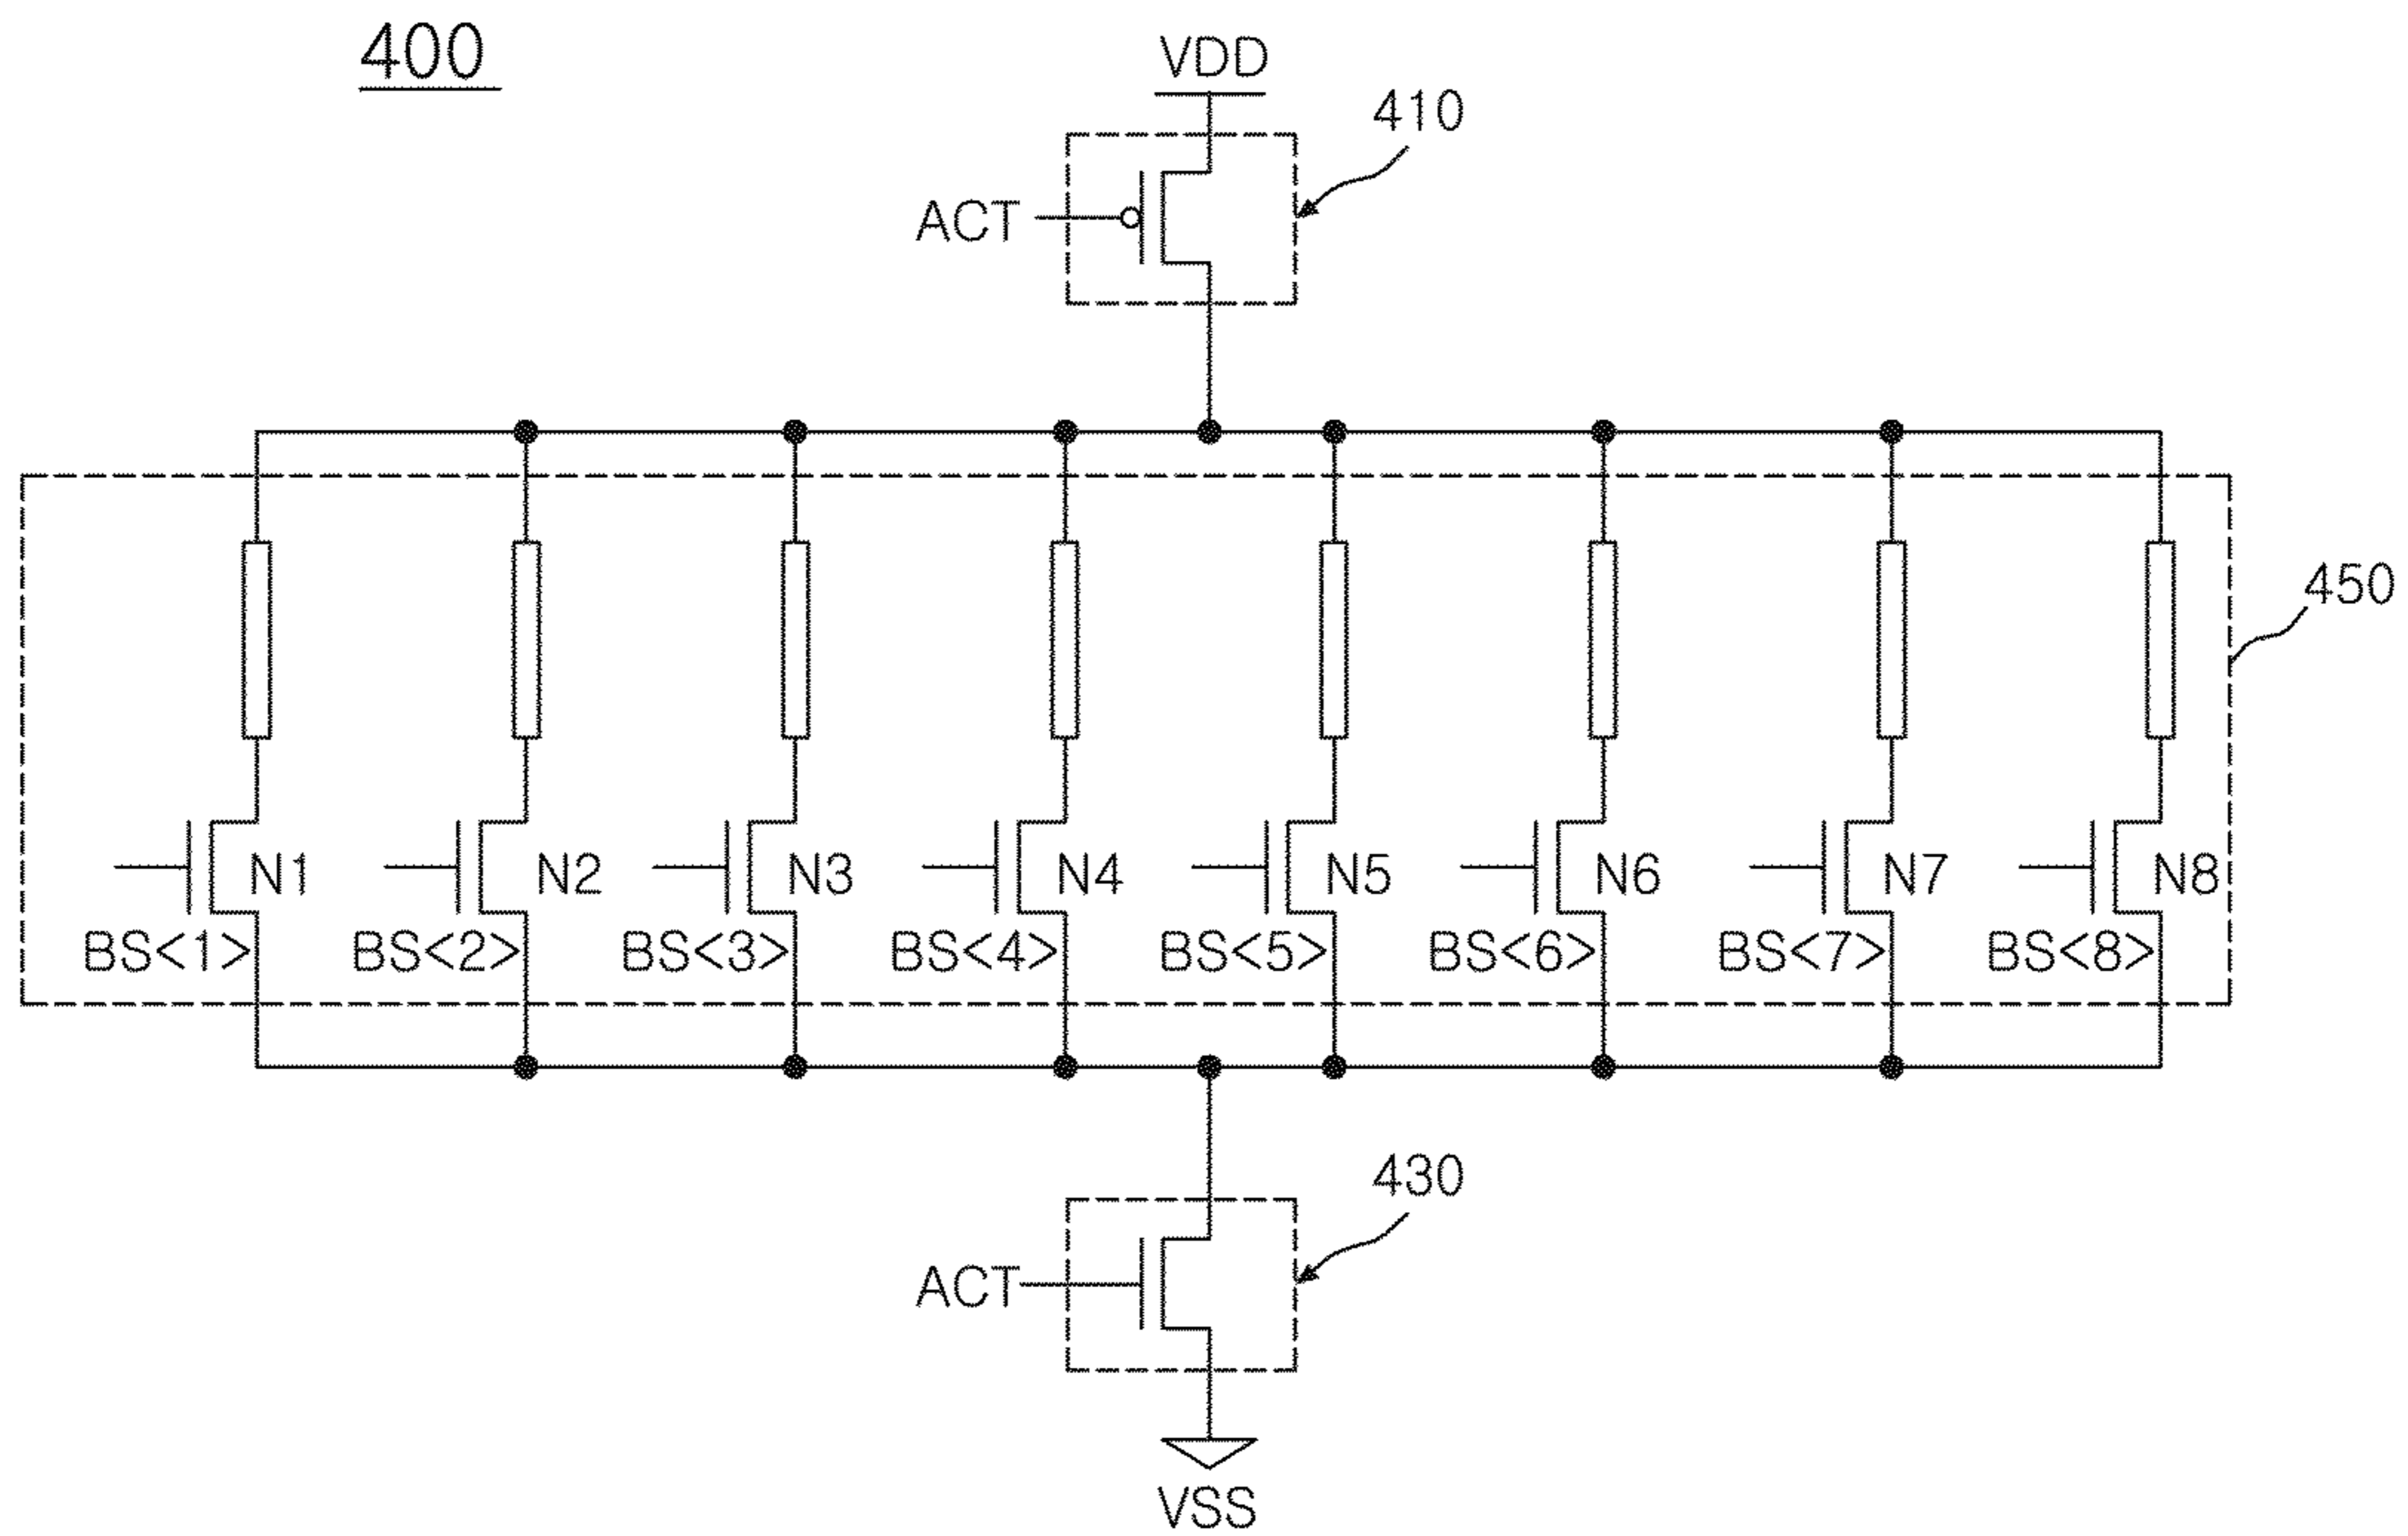 400
VDD
410
ACT
450
N1 N2 N3 N4 N5 N6 N7 N8
BS<1> BS<2> BS<3> BS<4> BS<5> BS<6> BS<7> BS<8>
430
ACT
VSS